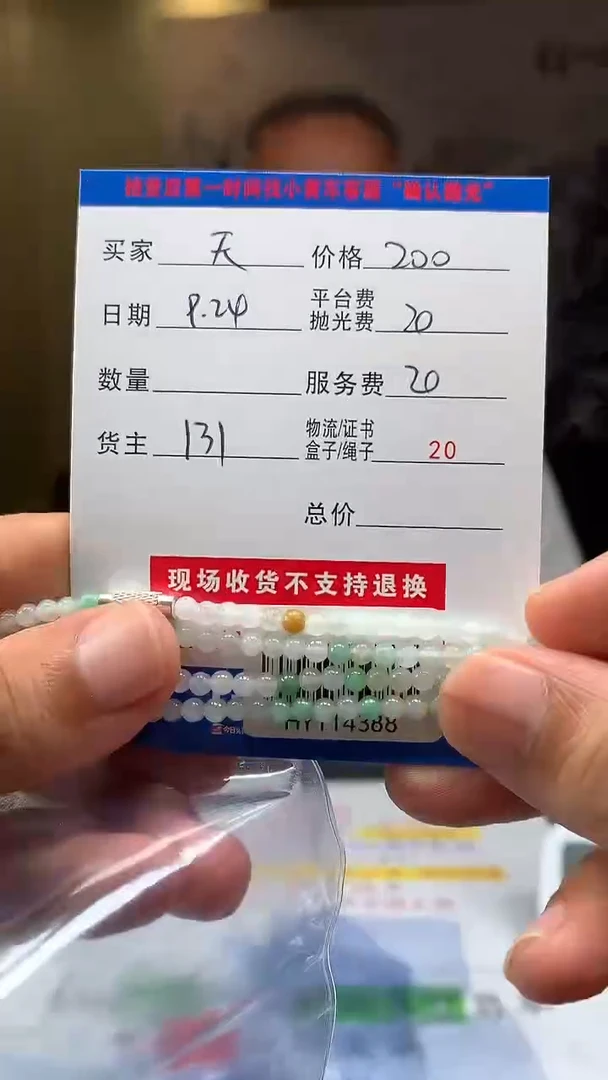 买家 天 价格 200
日期 9.24 平台费 抛光费 20
数量 服务费 20
货主 131 物流/证书 盒子/绳子 20
总价
现场收货不支持退换